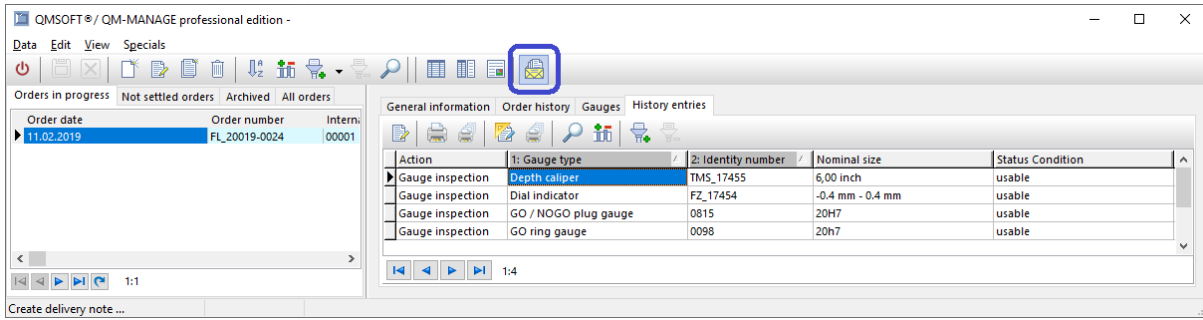 QMSOFT®/ QM-MANAGE professional edition -
Data Edit View Specials
Orders in progress Not settled orders Archived All orders
Order date Order number Interna
11.02.2019 FL_20019-0024 00001
1:1
General information Order history Gauges History entries
Action 1: Gauge type 2: Identity number Nominal size Status Condition
Gauge inspection Depth caliper TMS_17455 6,00 inch usable
Gauge inspection Dial indicator FZ_17454 -0.4 mm - 0.4 mm usable
Gauge inspection GO / NOGO plug gauge 0815 20H7 usable
Gauge inspection GO ring gauge 0098 20h7 usable
1:4
Create delivery note ...